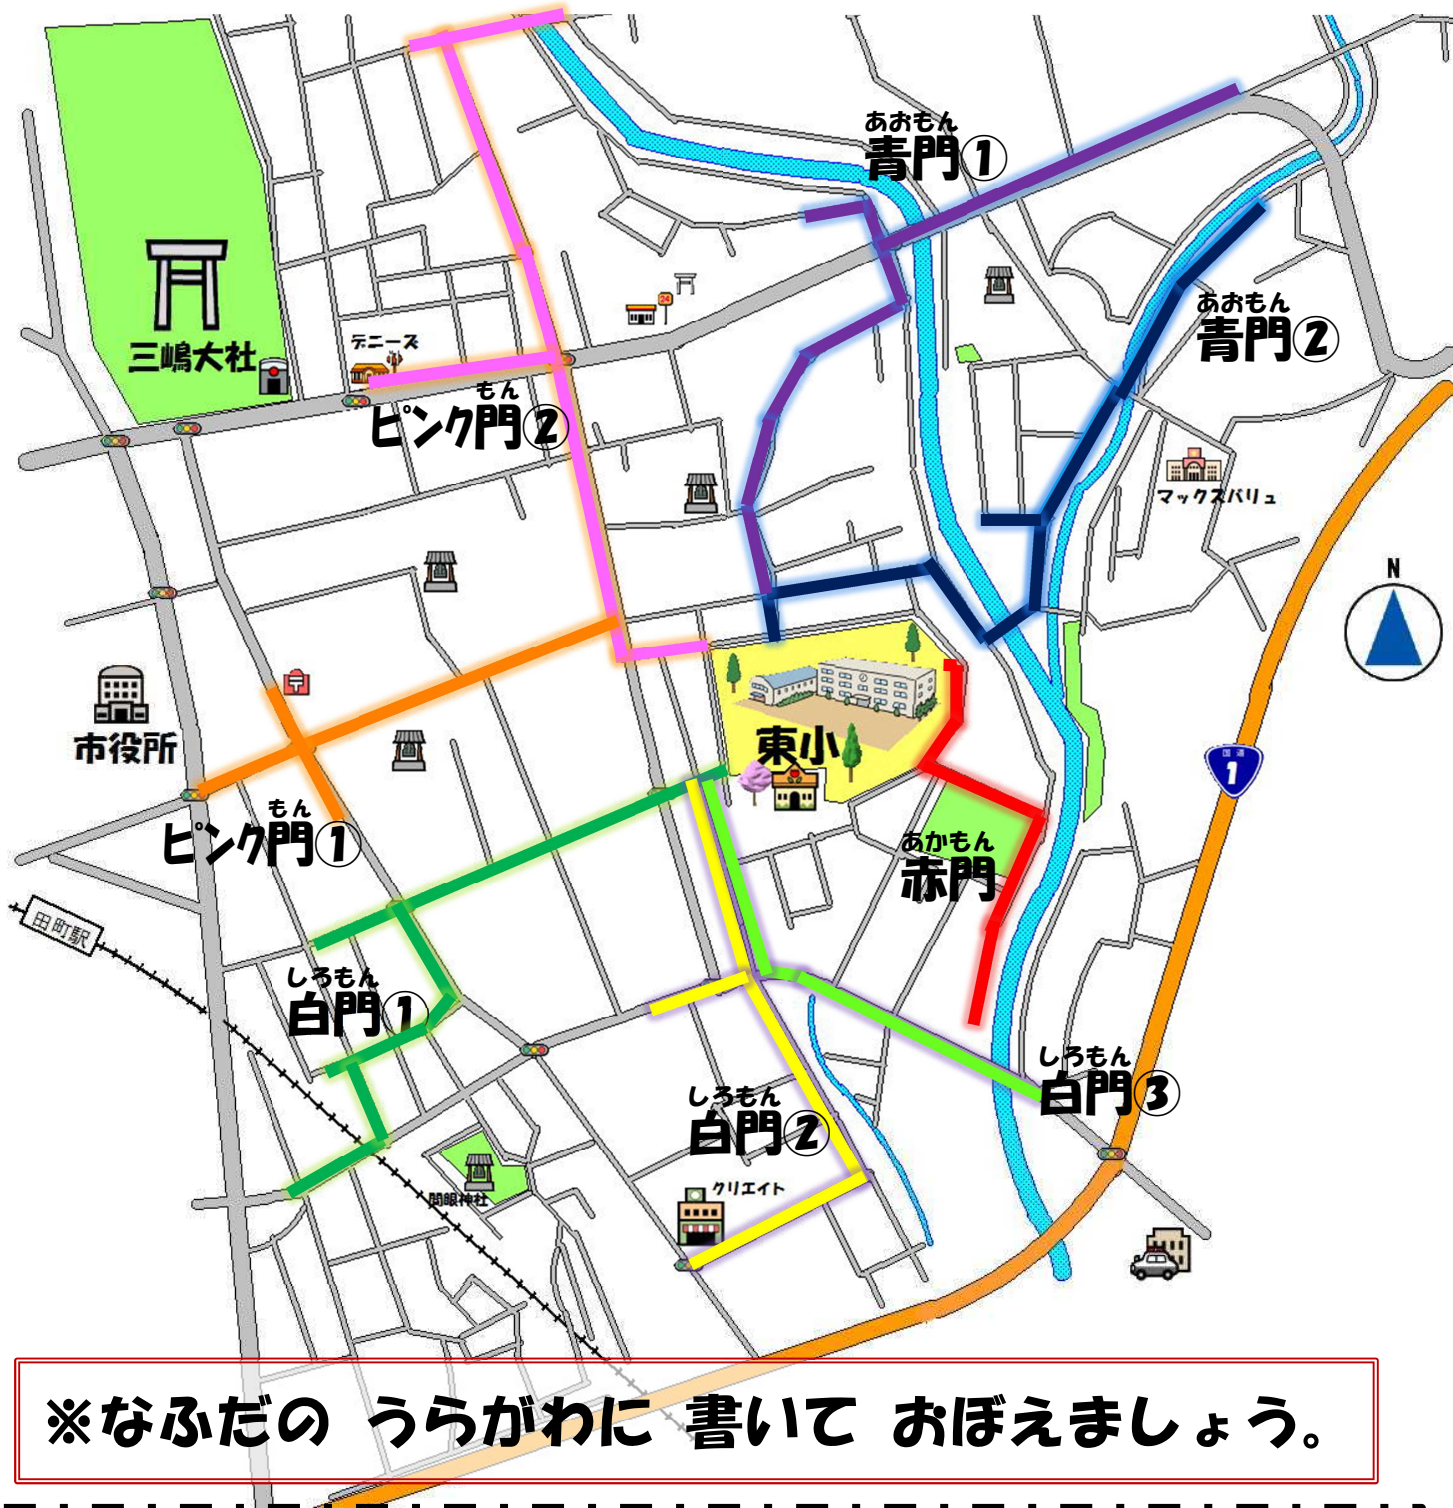 あおもん
青門①
あおもん
青門②
三嶋大社
デニーズ
24
もん
ピンク門②
マックスバリュ
N
市役所
〒
東小
国道
1
もん
ピンク門①
あかもん
赤門
田町駅
しろもん
白門①
しろもん
白門②
しろもん
白門③
クリエイト
間眼神社
※なふだの うらがわに 書いて おぼえましょう。